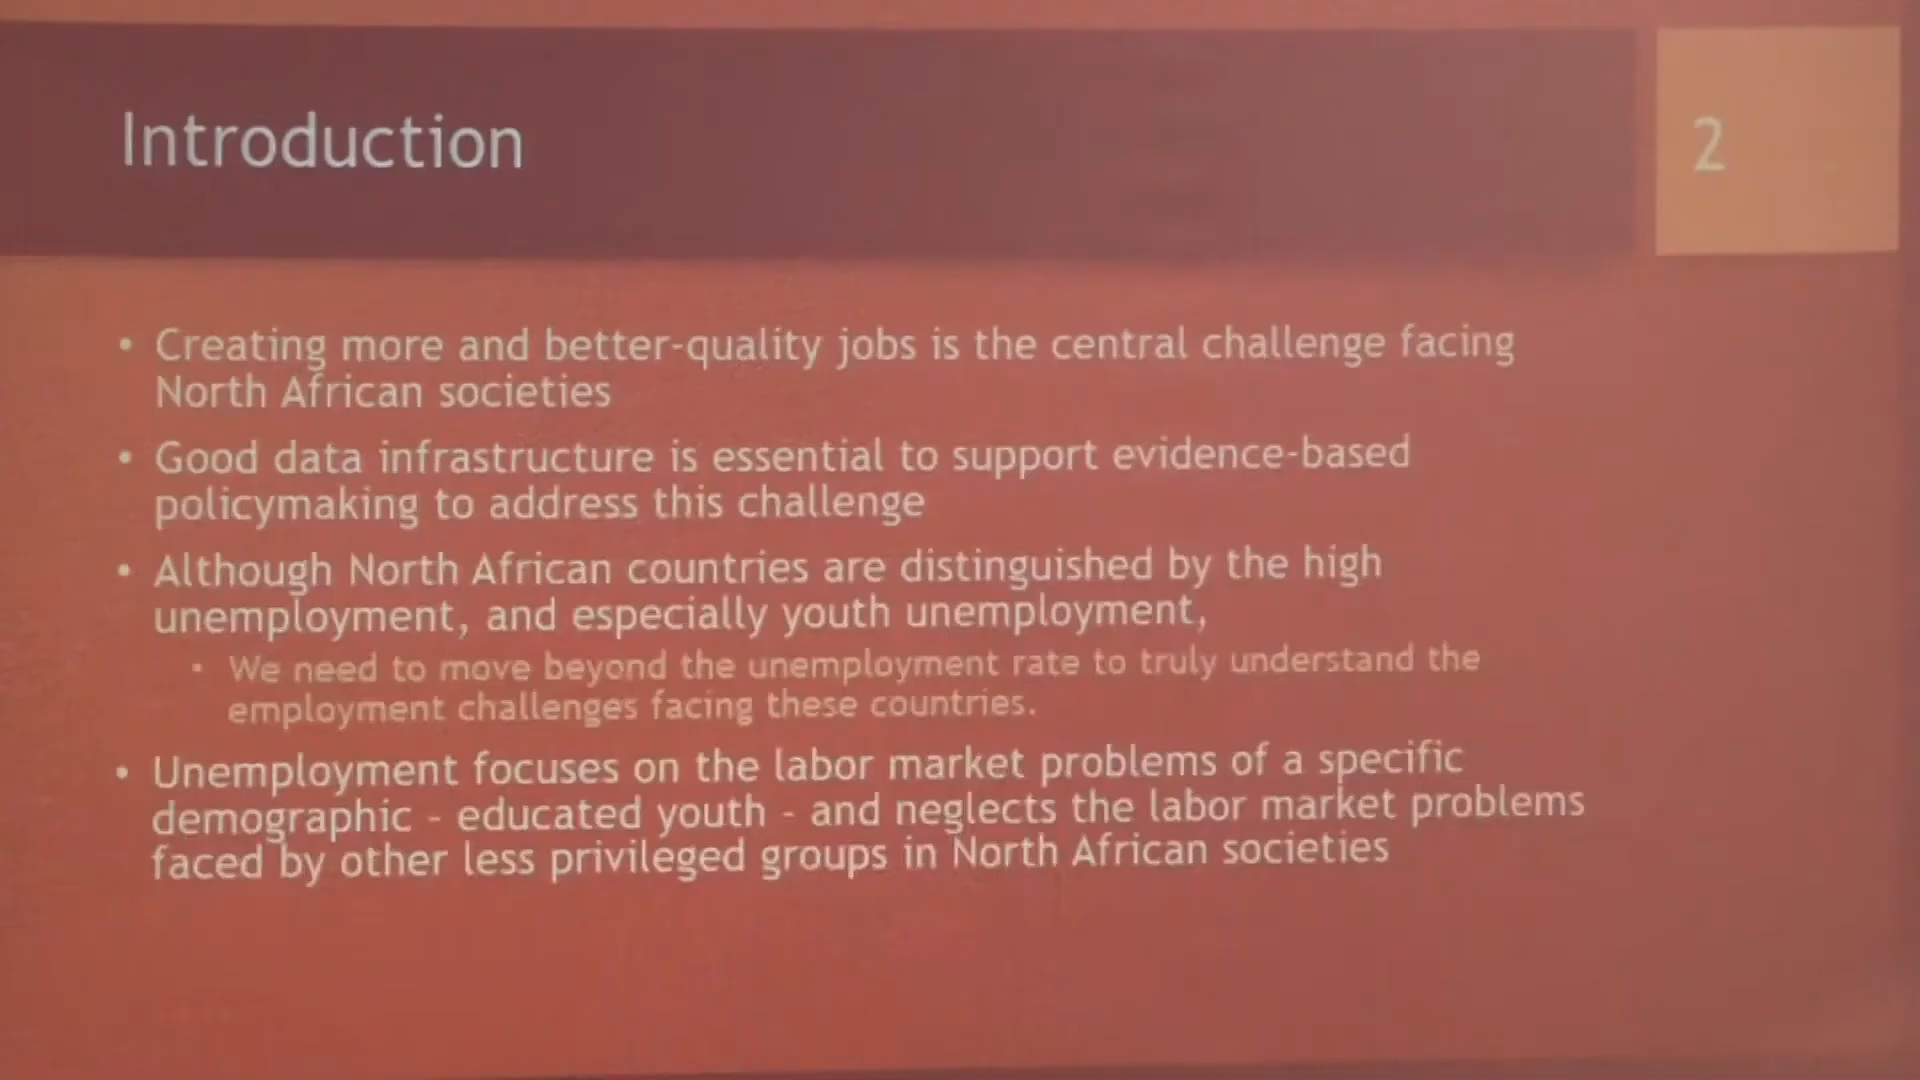 Introduction
2
• Creating more and better-quality jobs is the central challenge facing
North African societies
• Good data infrastructure is essential to support evidence-based
policymaking to address this challenge
• Although North African countries are distinguished by the high
unemployment, and especially youth unemployment,
• We need to move beyond the unemployment rate to truly understand the
employment challenges facing these countries.
• Unemployment focuses on the labor market problems of a specific
demographic - educated youth - and neglects the labor market problems
faced by other less privileged groups in North African societies